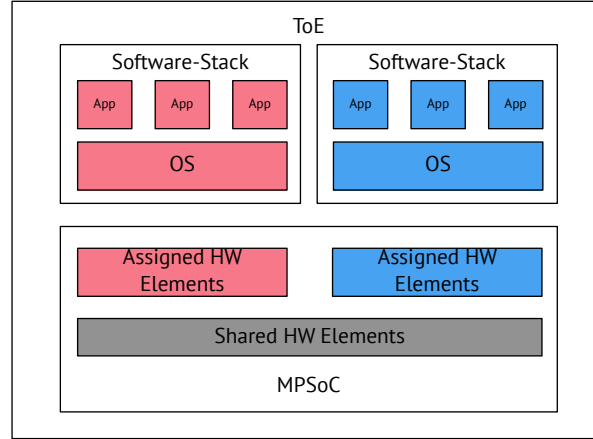 ToE
Software-Stack
App App App
OS
Software-Stack
App App App
OS
Assigned HW
Elements
Assigned HW
Elements
Shared HW Elements
MPSoC